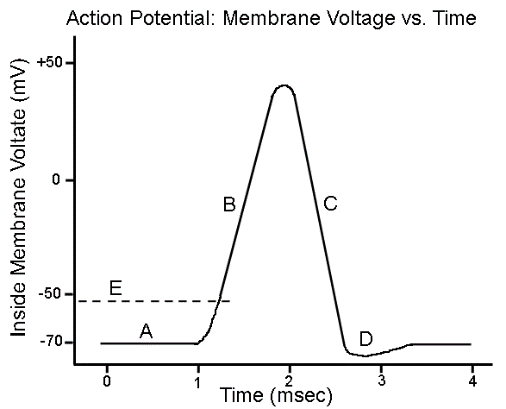 Action Potential: Membrane Voltage vs. Time
Inside Membrane Voltate (mV)
+50
0
-50
-70
A
B
C
D
E
0 1 2 3 4
Time (msec)